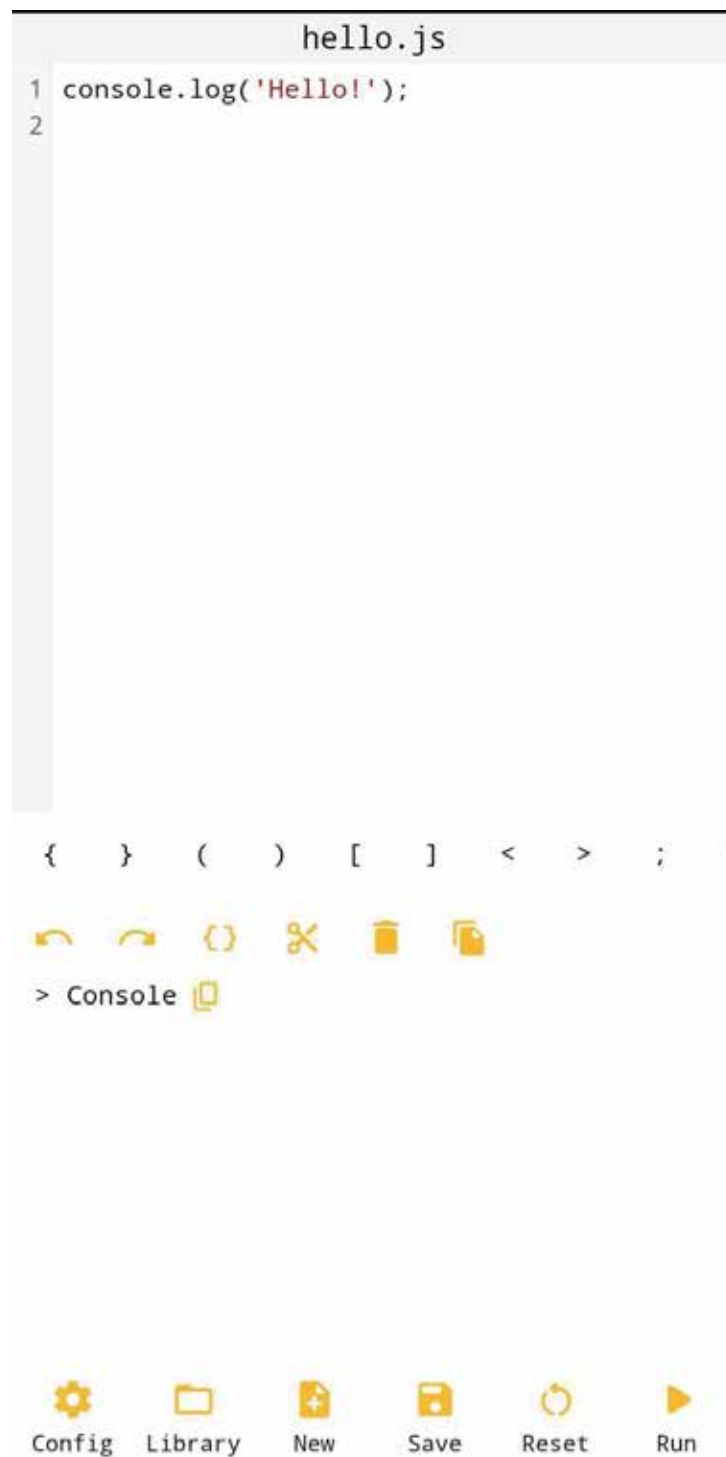 hello.js
1 console.log('Hello!');
2
{ } ( ) [ ] < > ;
> Console
Config Library New Save Reset Run